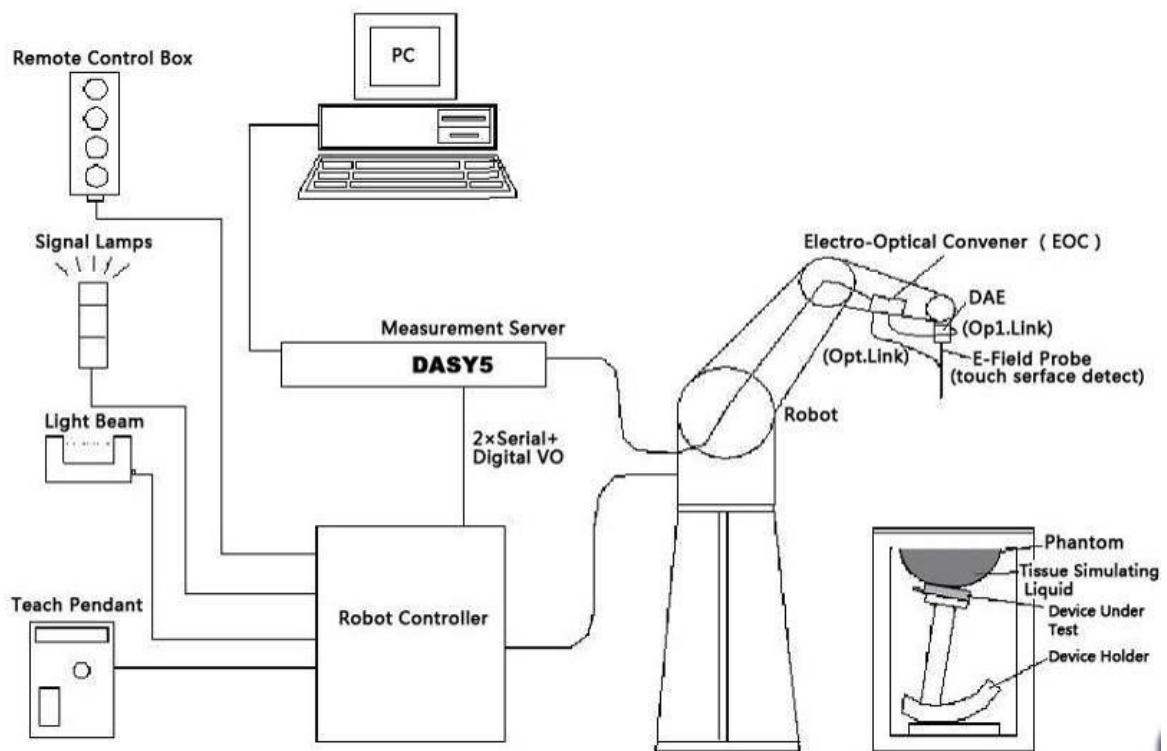 Remote Control Box
PC
Signal Lamps
Electro-Optical Convener ( EOC )
DAE
(Op1.Link)
Measurement Server
DASY5
(Opt.Link)
E-Field Probe
(touch serface detect)
Light Beam
Robot
2×Serial+
Digital VO
Phantom
Tissue Simulating
Liquid
Device Under
Test
Teach Pendant
Robot Controller
Device Holder